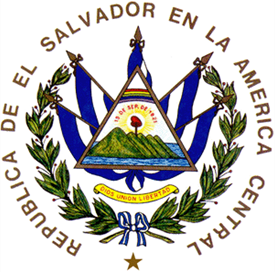 REPUBLICA DE EL SALVADOR EN LA AMERICA CENTRAL
15 DE SEP. DE 1821
DIOS UNION LIBERTAD